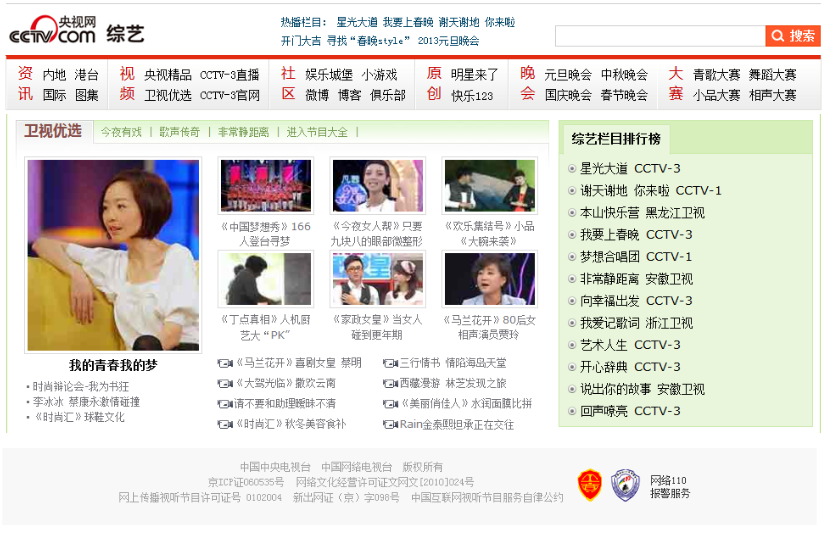 央视网
CCTV.com 综艺
热播栏目: 星光大道 我要上春晚 谢天谢地 你来啦
开门大吉 寻找“春晚style” 2013元旦晚会
搜索
资讯 内地 港台
国际 图集
视频 央视精品 CCTV-3直播
卫视优选 CCTV-3官网
社区 娱乐城堡 小游戏
微博 博客 俱乐部
原创 明星来了
快乐123
晚会 元旦晚会 中秋晚会
国庆晚会 春节晚会
大赛 青歌大赛 舞蹈大赛
小品大赛 相声大赛
卫视优选 今夜有戏 | 歌声传奇 | 非常静距离 | 进入节目大全 |
我的青春我的梦
• 时尚辩论会-我为书狂
• 李冰冰 蔡康永激情碰撞
• 《时尚汇》球鞋文化
《中国梦想秀》166
人登台寻梦
《今夜女人帮》只要
九块八的眼部微整形
《欢乐集结号》小品
《大腕来袭》
《丁点真相》人机厨
艺大“PK”
《家政女皇》当女人
碰到更年期
《马兰花开》80后女
相声演员贾玲
《马兰花开》喜剧女皇 蔡明
三行情书 情陷海岛天堂
《大驾光临》撒欢云南
西藏漫游 林芝发现之旅
请不要和助理暧昧不清
《美丽俏佳人》水润面膜比拼
《时尚汇》秋冬美容食补
Rain金泰熙坦承正在交往
综艺栏目排行榜
星光大道 CCTV-3
谢天谢地 你来啦 CCTV-1
本山快乐营 黑龙江卫视
我要上春晚 CCTV-3
梦想合唱团 CCTV-1
非常静距离 安徽卫视
向幸福出发 CCTV-3
我爱记歌词 浙江卫视
艺术人生 CCTV-3
开心辞典 CCTV-3
说出你的故事 安徽卫视
回声嘹亮 CCTV-3
中国中央电视台 中国网络电视台 版权所有
京ICP证060535号 网络文化经营许可证文网文[2010]024号
网上传播视听节目许可证号 0102004 新出网证（京）字098号 中国互联网视听节目服务自律公约
网络110
报警服务